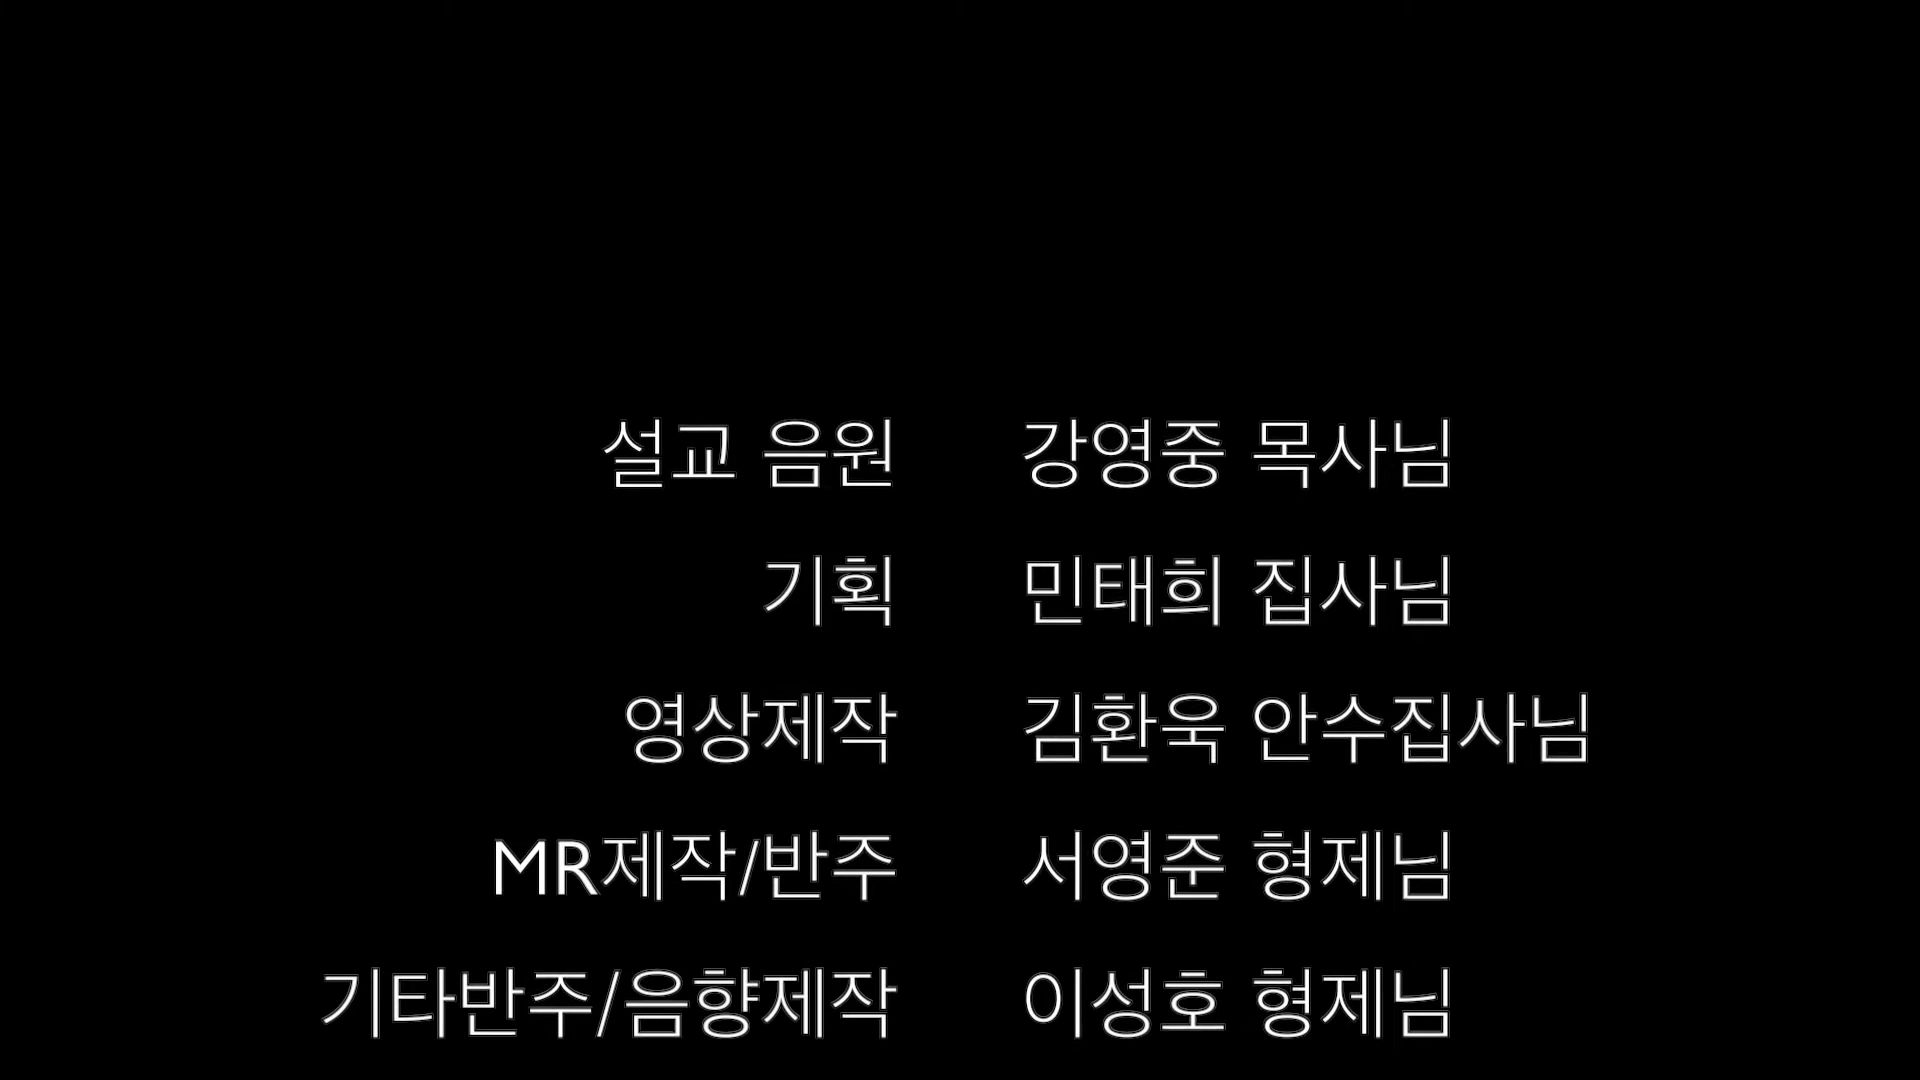 설교 음원 강영중 목사님
기획 민태희 집사님
영상제작 김환욱 안수집사님
MR제작/반주 서영준 형제님
기타반주/음향제작 이성호 형제님